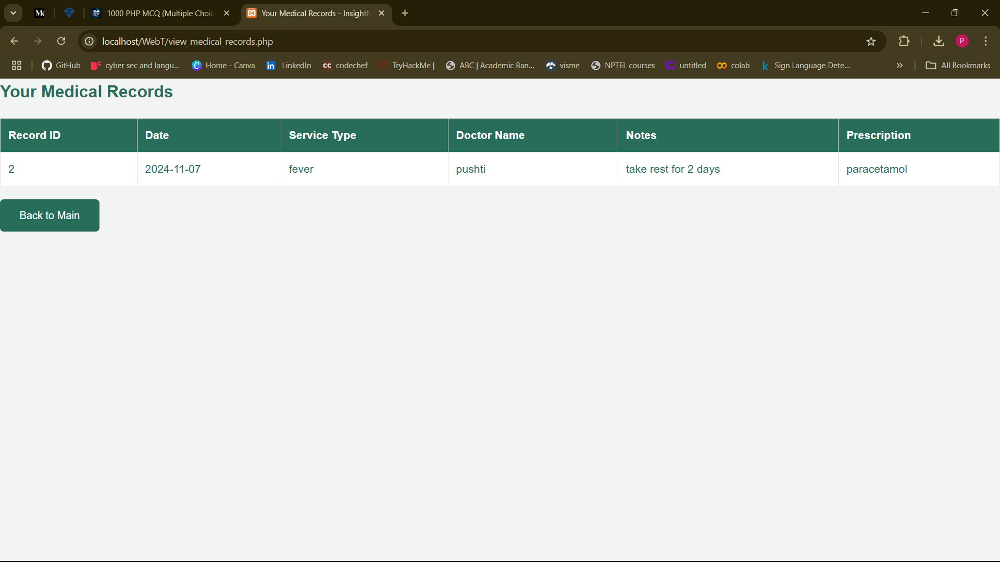 1000 PHP MCQ (Multiple Choic
Your Medical Records - Insight
localhost/WebT/view_medical_records.php
P
GitHub
cyber sec and langu...
Home - Canva
LinkedIn
cc codechef
TryHackMe |
ABC | Academic Ban...
visme
NPTEL courses
untitled
colab
Sign Language Dete...
All Bookmarks
Your Medical Records
Record ID Date Service Type Doctor Name Notes Prescription
2 2024-11-07 fever pushti take rest for 2 days paracetamol
Back to Main